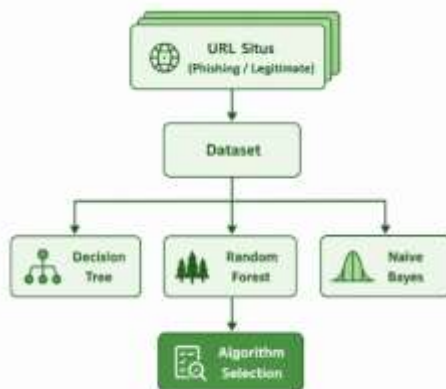 URL Situs
(Phishing / Legitimate)
Dataset
Decision
Tree
Random
Forest
Naive
Bayes
Algorithm
Selection